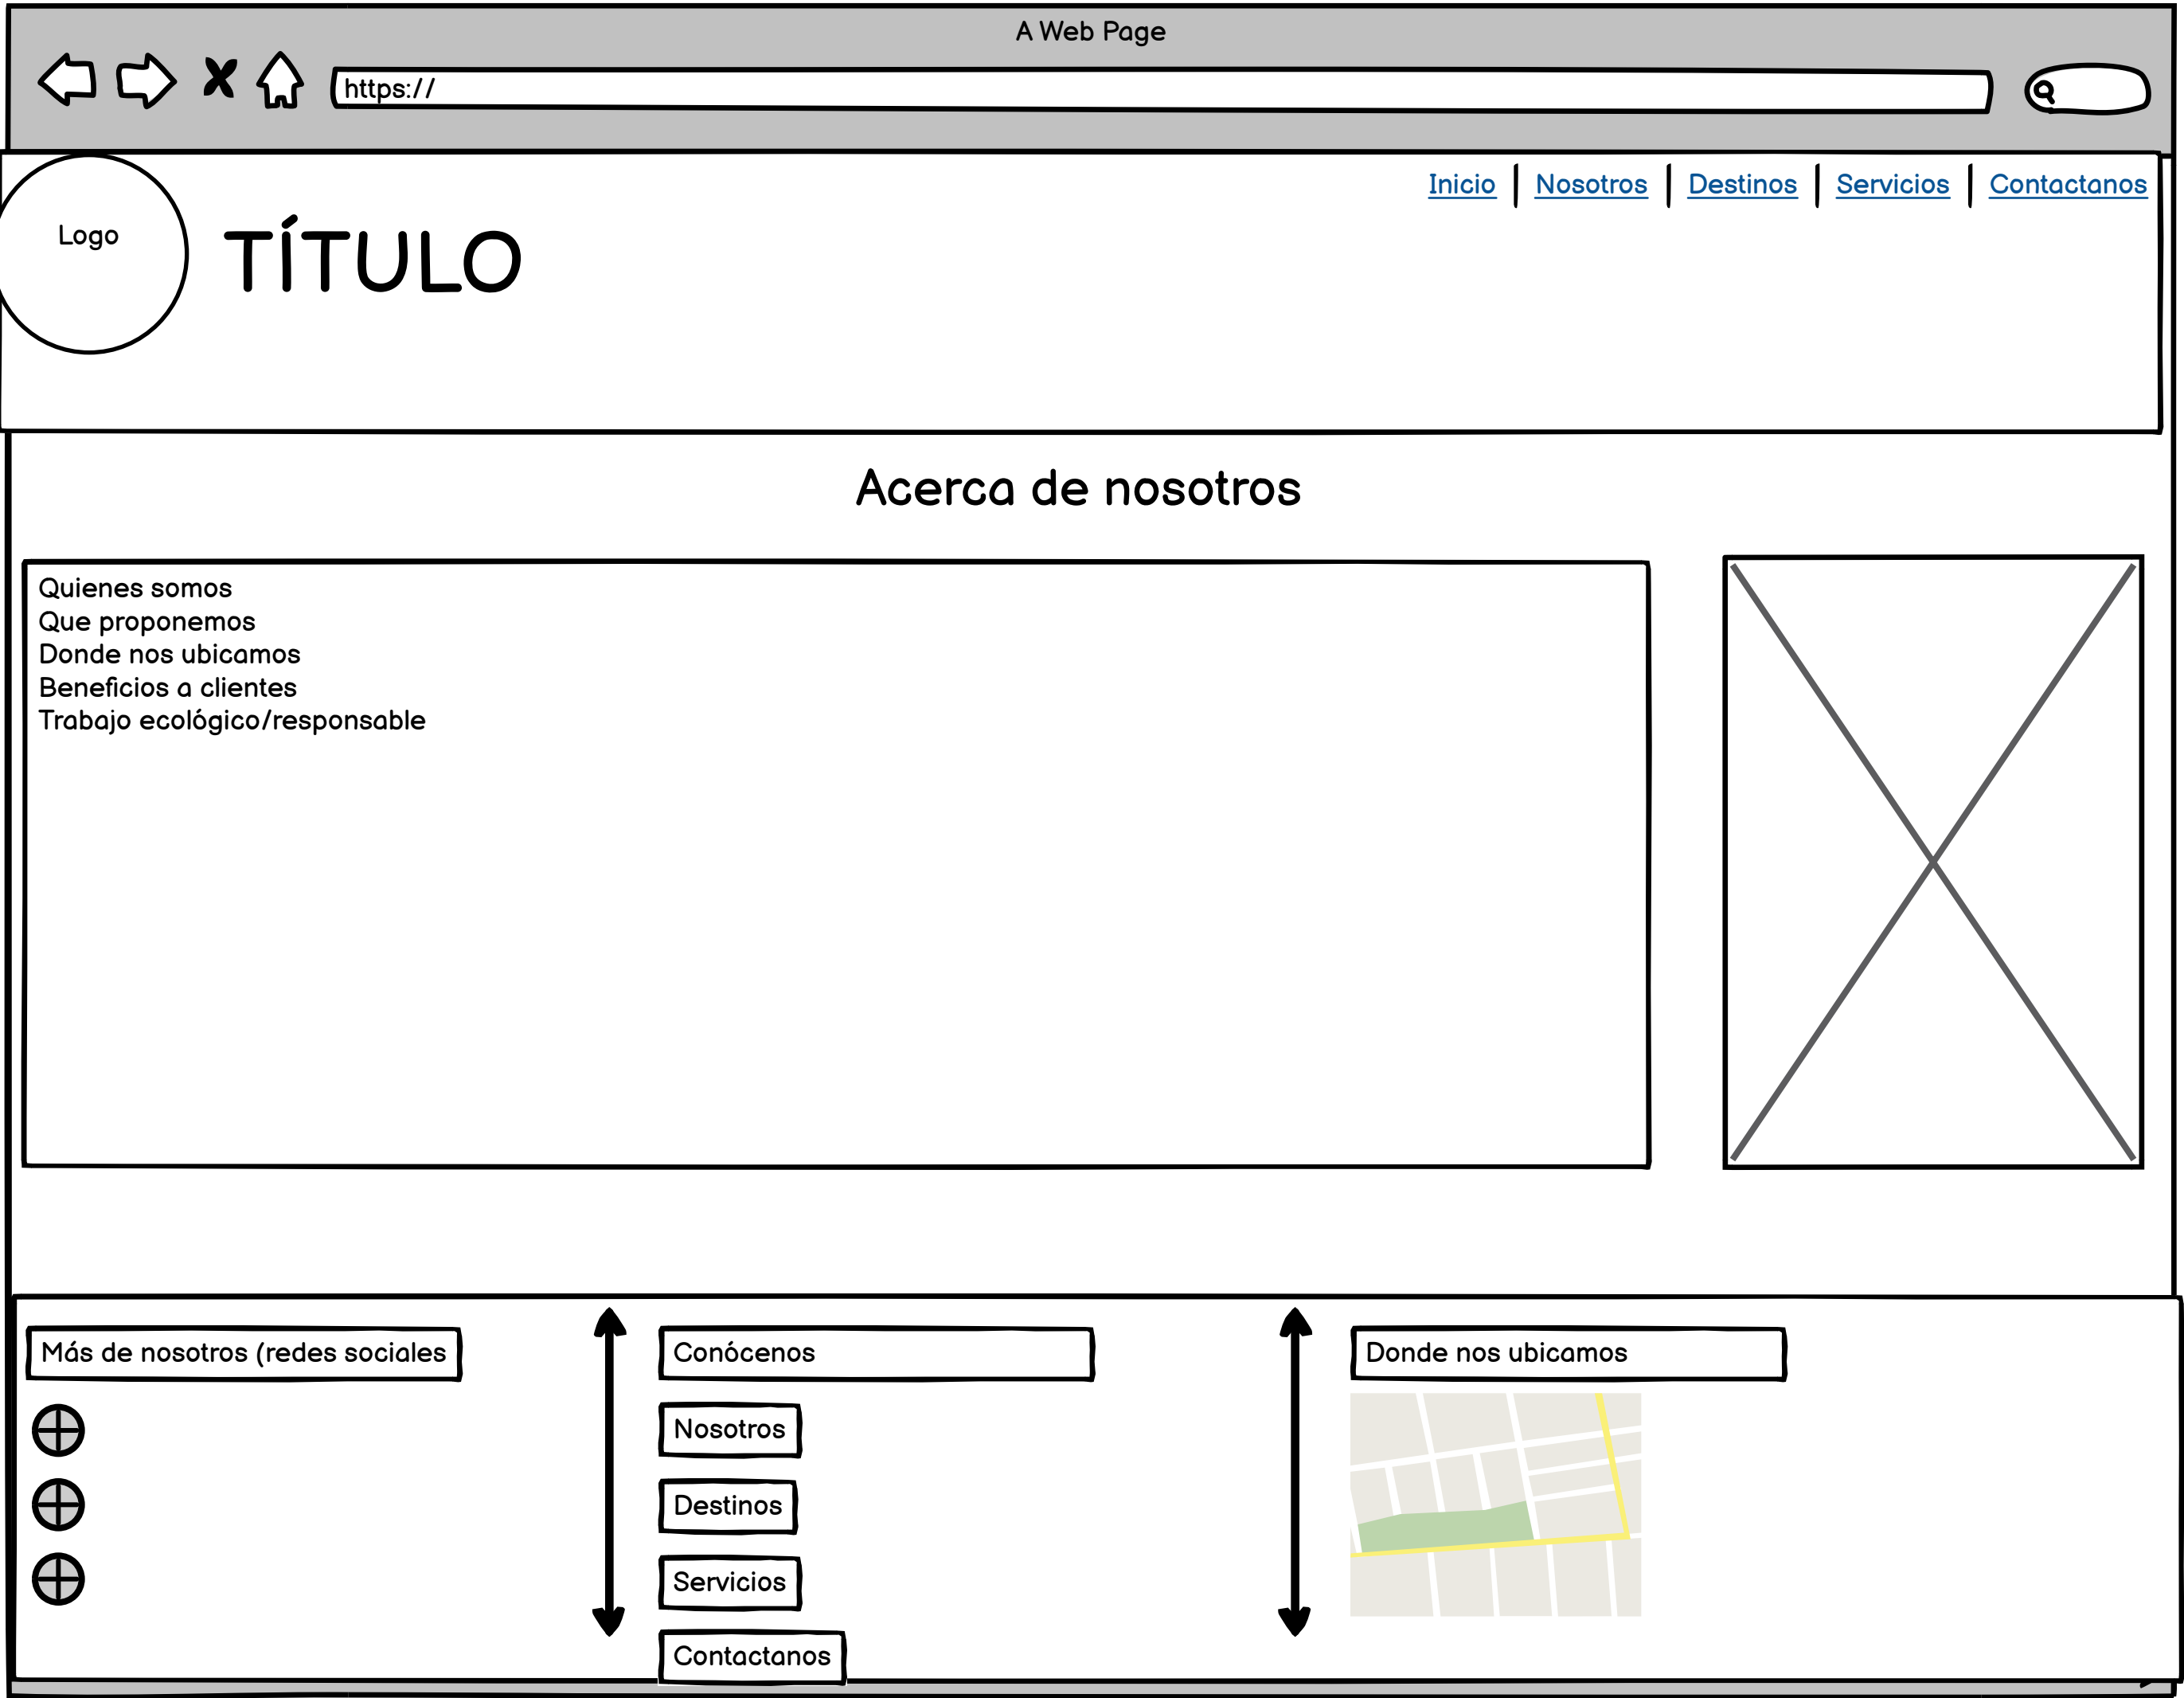 A Web Page
https://
Inicio Nosotros Destinos Servicios Contactanos
Logo
TÍTULO
Acerca de nosotros
Quienes somos
Que proponemos
Donde nos ubicamos
Beneficios a clientes
Trabajo ecológico/responsable
Más de nosotros (redes sociales
Conócenos
Nosotros
Destinos
Servicios
Contactanos
Donde nos ubicamos